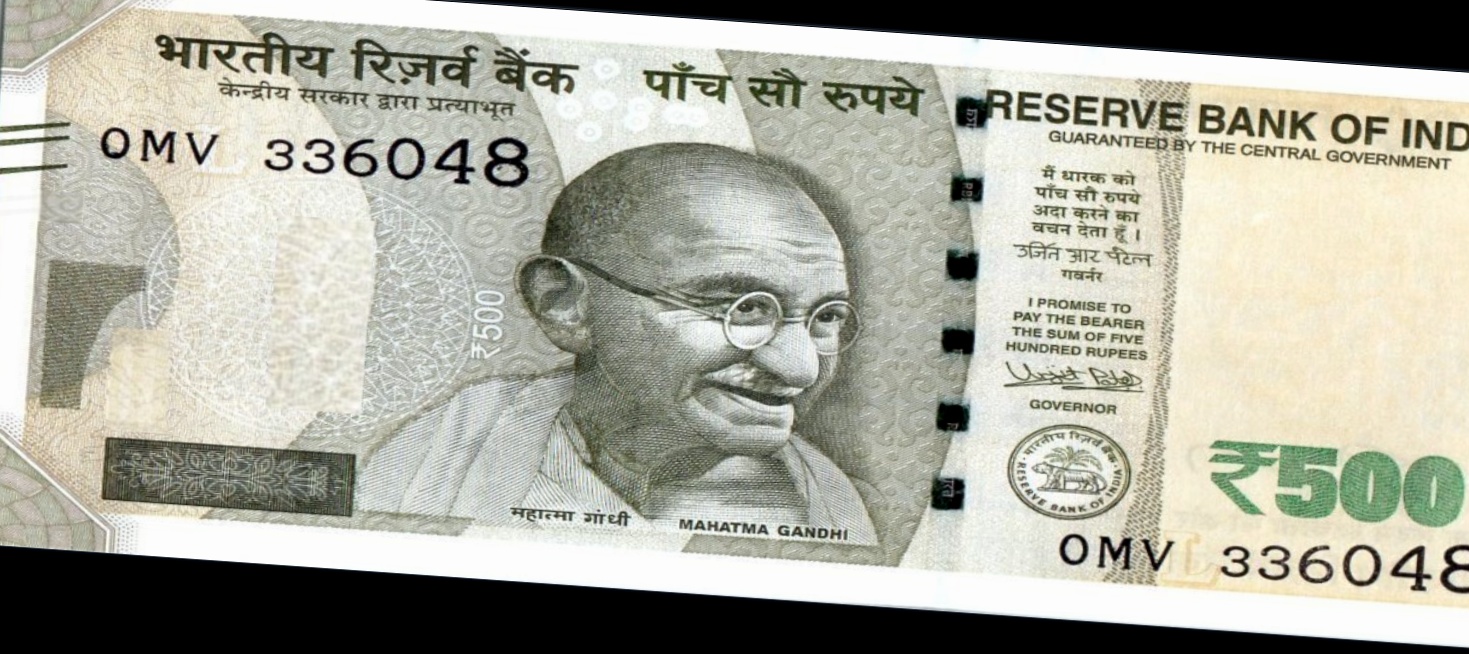 भारतीय रिज़र्व बैंक
केन्द्रीय सरकार द्वारा प्रत्याभूत
पाँच सौ रुपये
0MV 336048
₹500
महात्मा गांधी
MAHATMA GANDHI
RESERVE BANK OF IND
GUARANTEED BY THE CENTRAL GOVERNMENT
मैं धारक को
पाँच सौ रुपये
अदा करने का
वचन देता हूँ ।
उर्जित आर पटेल
गवर्नर
I PROMISE TO
PAY THE BEARER
THE SUM OF FIVE
HUNDRED RUPEES
Urjit Patel
GOVERNOR
भारतीय रिज़र्व बैंक
RESERVE BANK OF INDIA
₹500
0MV 336048
L